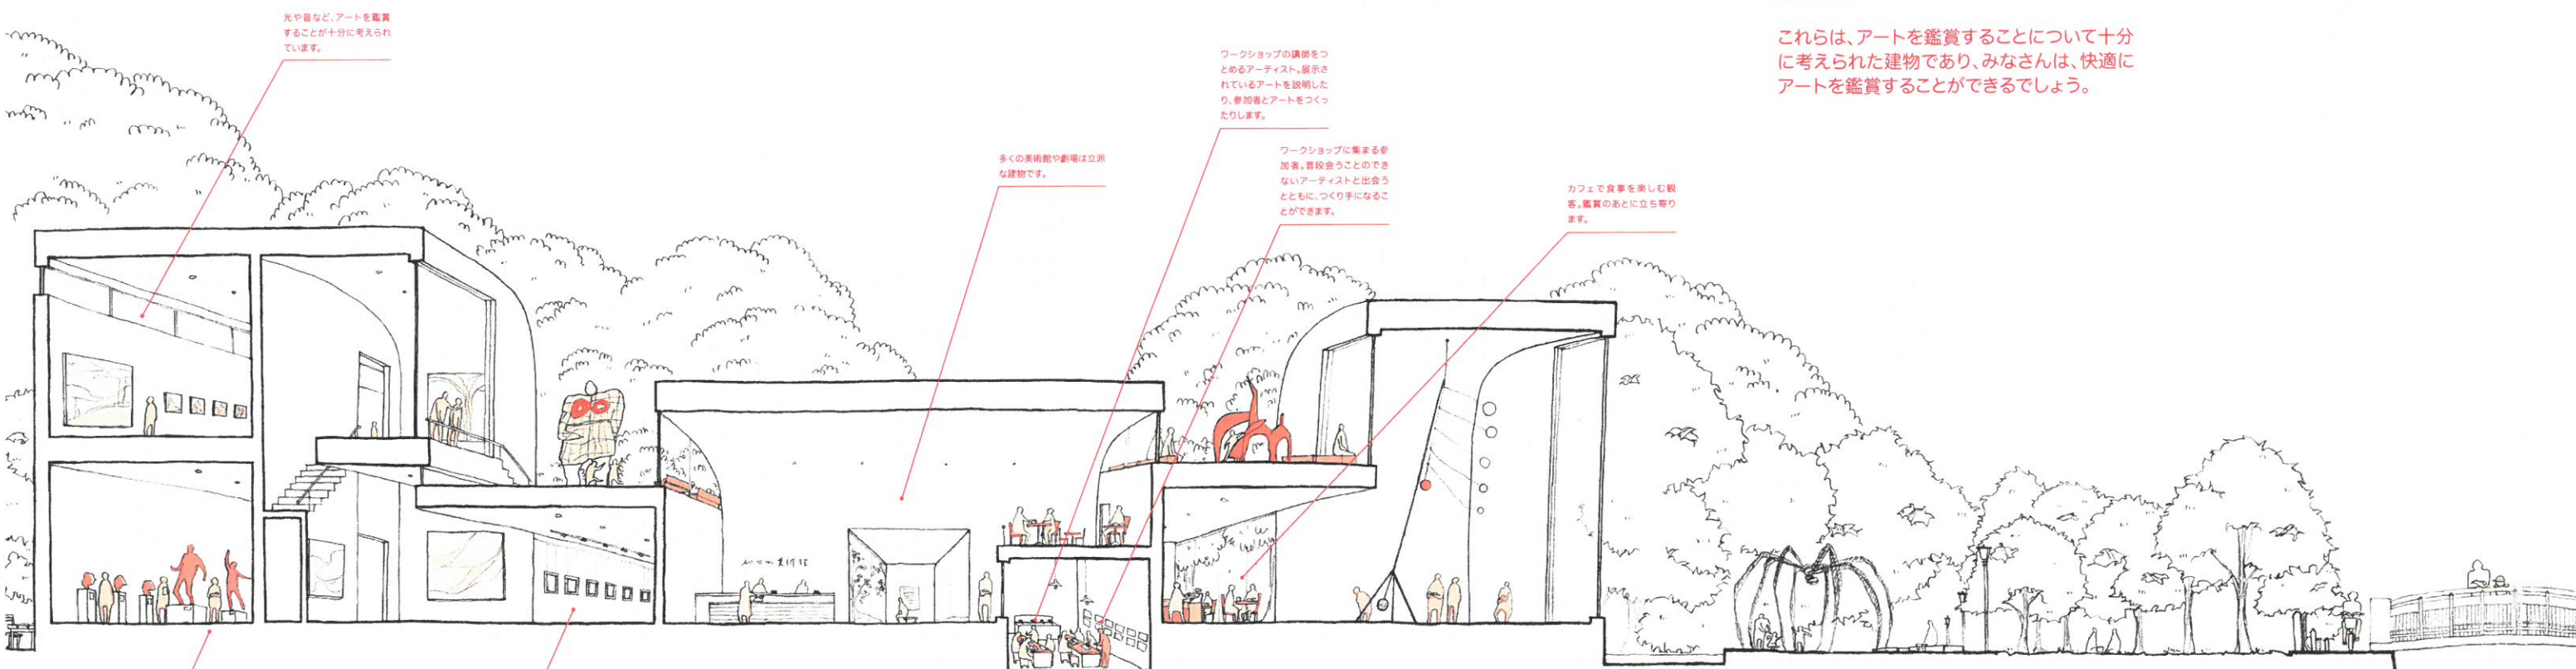 光や音など、アートを鑑賞
することが十分に考えられ
ています。
多くの美術館や劇場は立派
な建物です。
ワークショップの講師をつ
とめるアーティスト。展示さ
れているアートを説明した
り、参加者とアートをつくっ
たりします。
ワークショップに集まる参
加者。普段会うことのでき
ないアーティストと出会う
とともに、つくり手になるこ
とができます。
カフェで食事を楽しむ観
客。鑑賞のあとに立ち寄り
ます。
これらは、アートを鑑賞することについて十分
に考えられた建物であり、みなさんは、快適に
アートを鑑賞することができるでしょう。
美術館